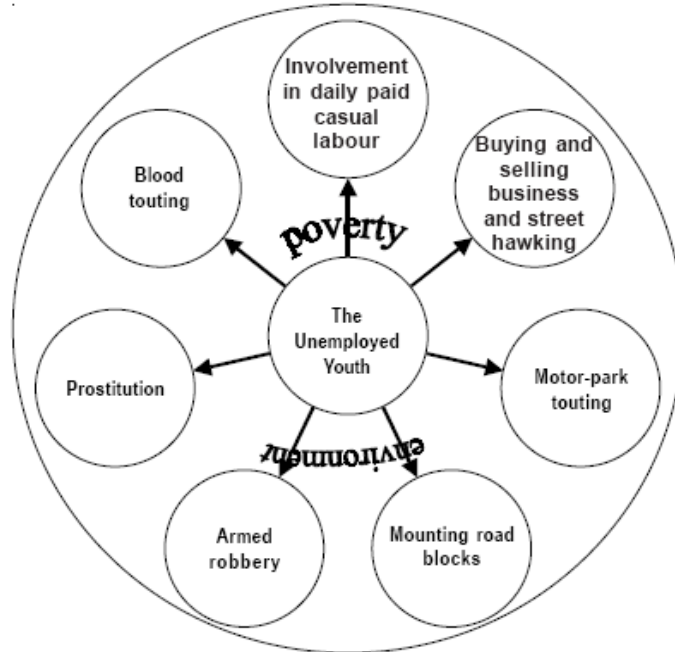 Involvement
in daily paid
casual
labour
Buying and
selling
business
and street
hawking
Blood
touting
poverty
The
Unemployed
Youth
Prostitution
Motor-park
touting
environment
Armed
robbery
Mounting road
blocks